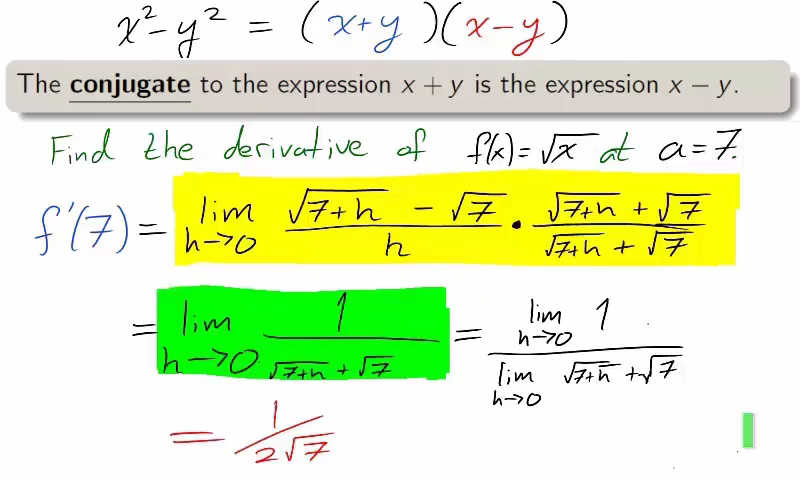 x² - y² = (x+y)(x-y)
The conjugate to the expression x + y is the expression x − y.
Find the derivative of f(x)=√x at a=7.
f'(7) = lim h→0 (√(7+h) - √7)/h • (√(7+h) + √7)/(√(7+h) + √7)
= lim h→0 1/(√(7+h) + √7) = (lim h→0 1)/(lim h→0 √(7+h) + √7)
= 1/(2√7)